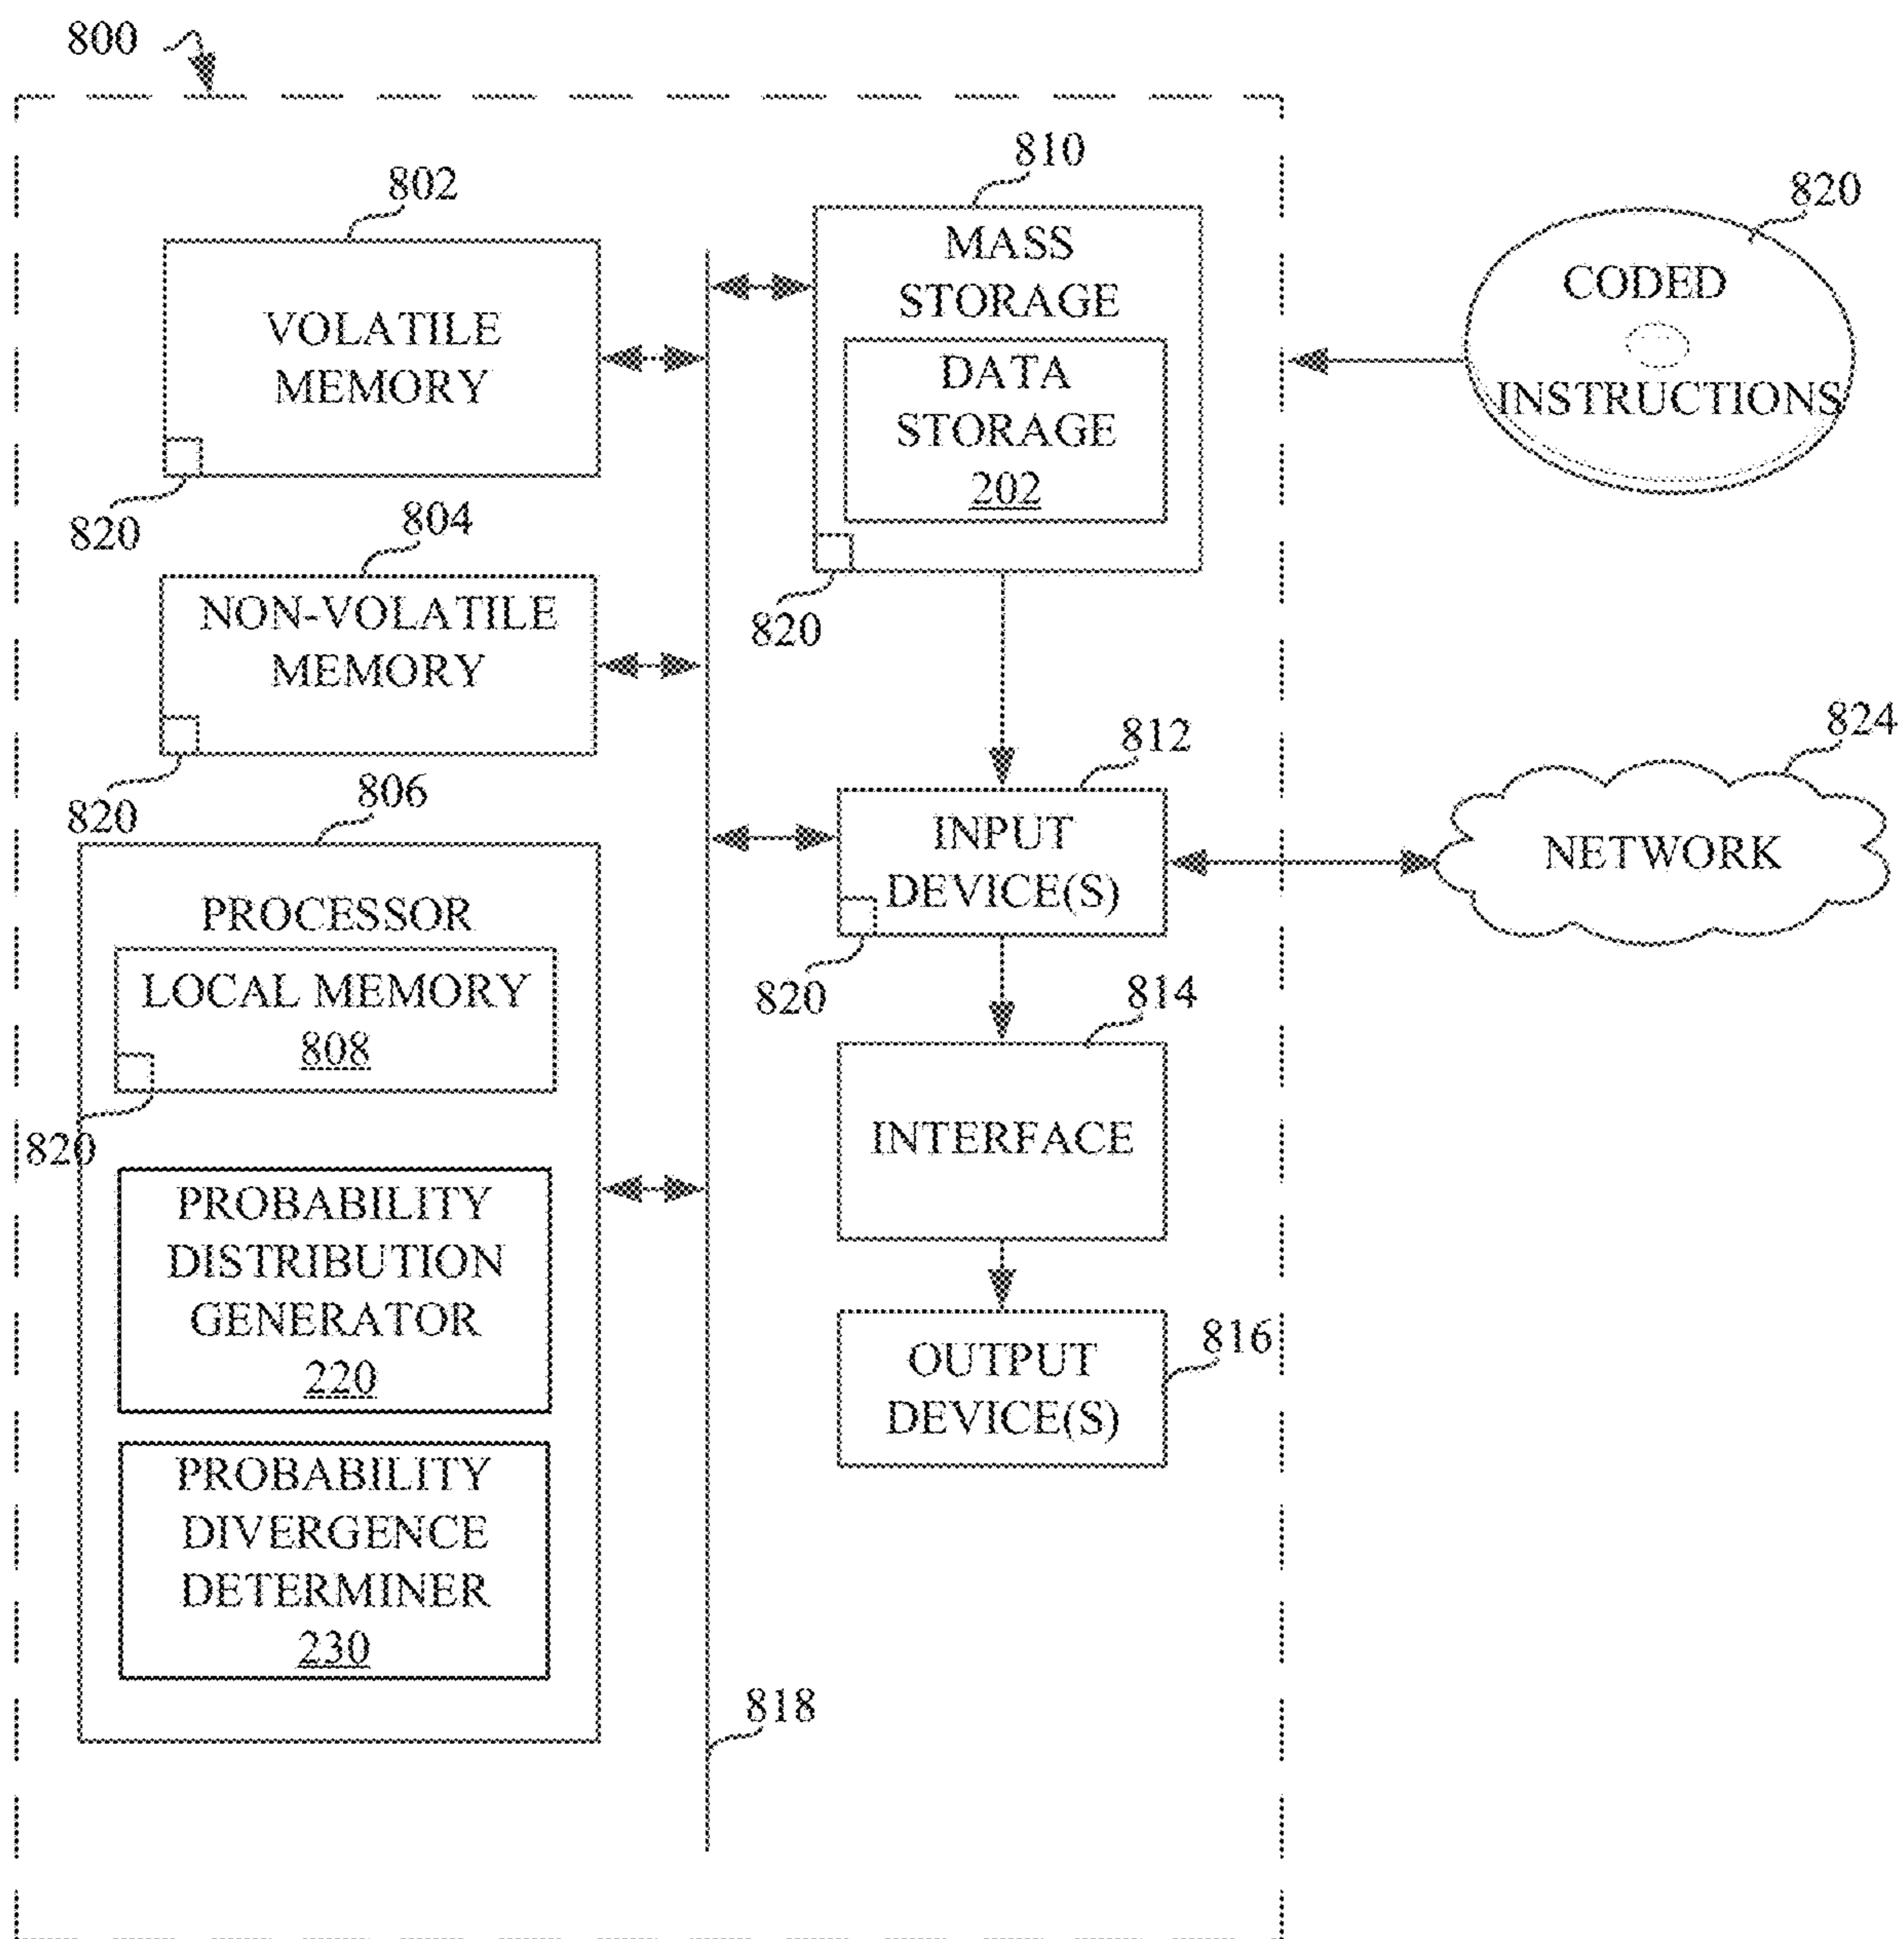 800
802
VOLATILE
MEMORY
820
804
NON-VOLATILE
MEMORY
820
806
PROCESSOR
LOCAL MEMORY
808
820
PROBABILITY
DISTRIBUTION
GENERATOR
220
PROBABILITY
DIVERGENCE
DETERMINER
230
810
MASS
STORAGE
DATA
STORAGE
202
820
812
INPUT
DEVICE(S)
820
814
INTERFACE
816
OUTPUT
DEVICE(S)
818
820
CODED
INSTRUCTIONS
824
NETWORK